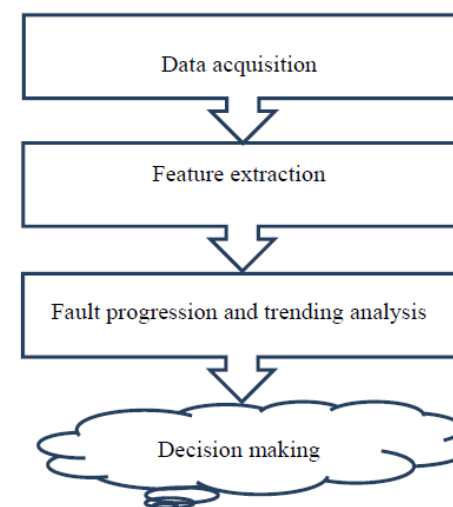 Data acquisition
Feature extraction
Fault progression and trending analysis
Decision making